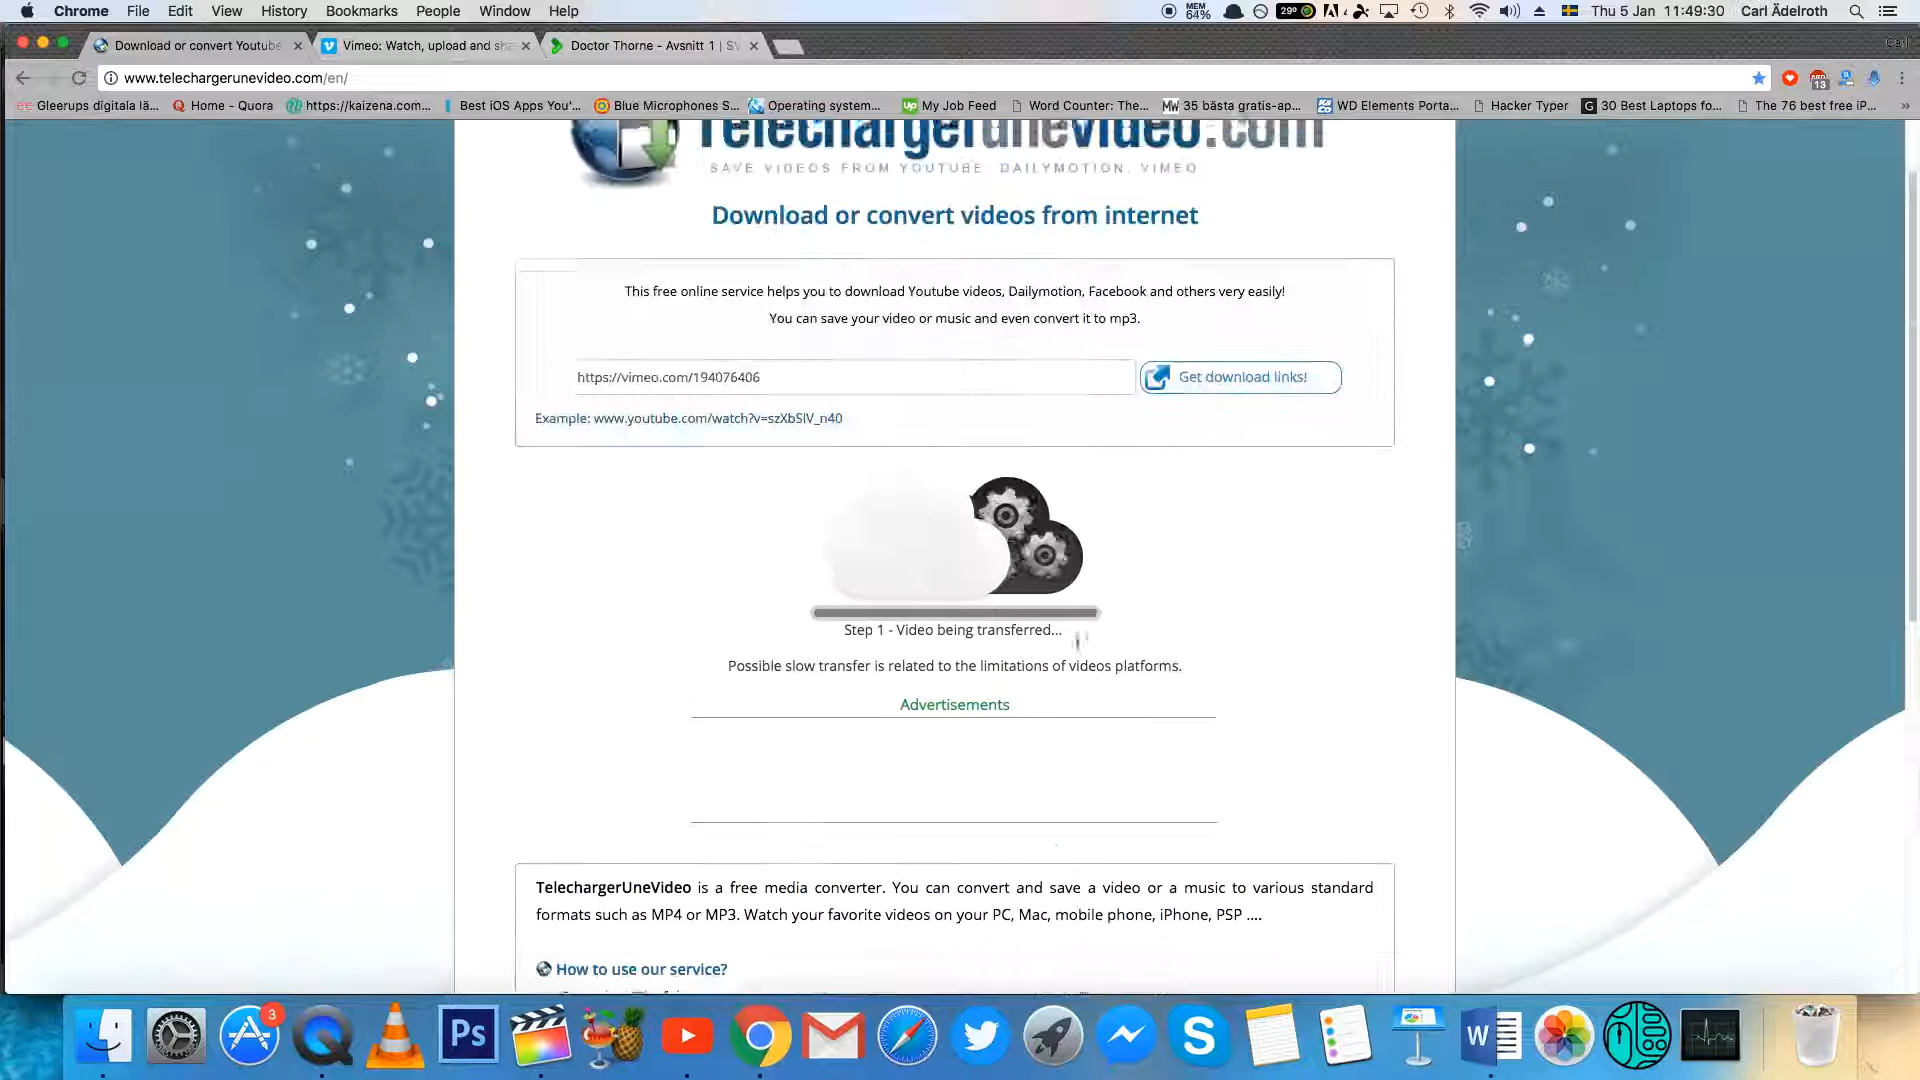 Chrome File Edit View History Bookmarks People Window Help MEM 64% 29° Thu 5 Jan 11:49:30 Carl Ädelroth
Download or convert Youtube Vimeo: Watch, upload and sha Doctor Thorne - Avsnitt 1 | SV Carl
www.telechargerunevideo.com/en/ 13
Gleerups digitala lä... Home - Quora https://kaizena.com... Best iOS Apps You'... Blue Microphones S... Operating system... My Job Feed Word Counter: The... 35 bästa gratis-ap... WD Elements Porta... Hacker Typer 30 Best Laptops fo... The 76 best free iP... »
Telechargerunevideo.com
SAVE VIDEOS FROM YOUTUBE, DAILYMOTION, VIMEO
Download or convert videos from internet
This free online service helps you to download Youtube videos, Dailymotion, Facebook and others very easily!
You can save your video or music and even convert it to mp3.
https://vimeo.com/194076406 Get download links!
Example: www.youtube.com/watch?v=szXbSlV_n40
Step 1 - Video being transferred...
Possible slow transfer is related to the limitations of videos platforms.
Advertisements
TelechargerUneVideo is a free media converter. You can convert and save a video or a music to various standard
formats such as MP4 or MP3. Watch your favorite videos on your PC, Mac, mobile phone, iPhone, PSP ....
How to use our service?
3 Ps S W